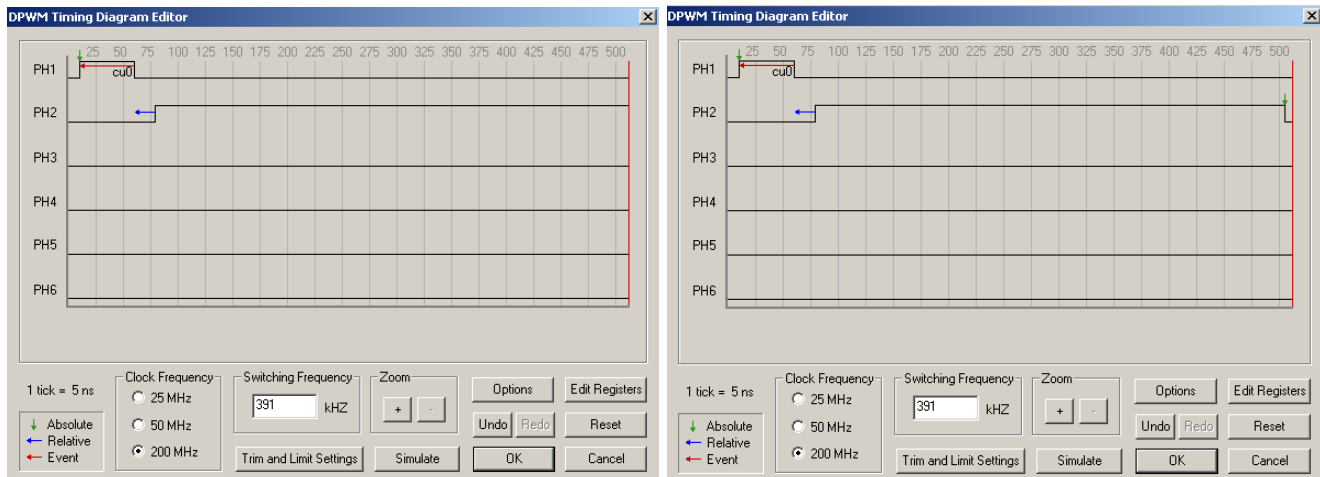 DPWM Timing Diagram Editor
25 50 75 100 125 150 175 200 225 250 275 300 325 350 375 400 425 450 475 500
PH1
cu0
PH2
PH3
PH4
PH5
PH6
1 tick = 5 ns
Clock Frequency
25 MHz
50 MHz
200 MHz
Switching Frequency
391 kHZ
Zoom
+ -
Options
Edit Registers
Undo
Redo
Reset
Absolute
Relative
Event
Trim and Limit Settings
Simulate
OK
Cancel
DPWM Timing Diagram Editor
25 50 75 100 125 150 175 200 225 250 275 300 325 350 375 400 425 450 475 500
PH1
cu0
PH2
PH3
PH4
PH5
PH6
1 tick = 5 ns
Clock Frequency
25 MHz
50 MHz
200 MHz
Switching Frequency
391 kHZ
Zoom
+ -
Options
Edit Registers
Undo
Redo
Reset
Absolute
Relative
Event
Trim and Limit Settings
Simulate
OK
Cancel